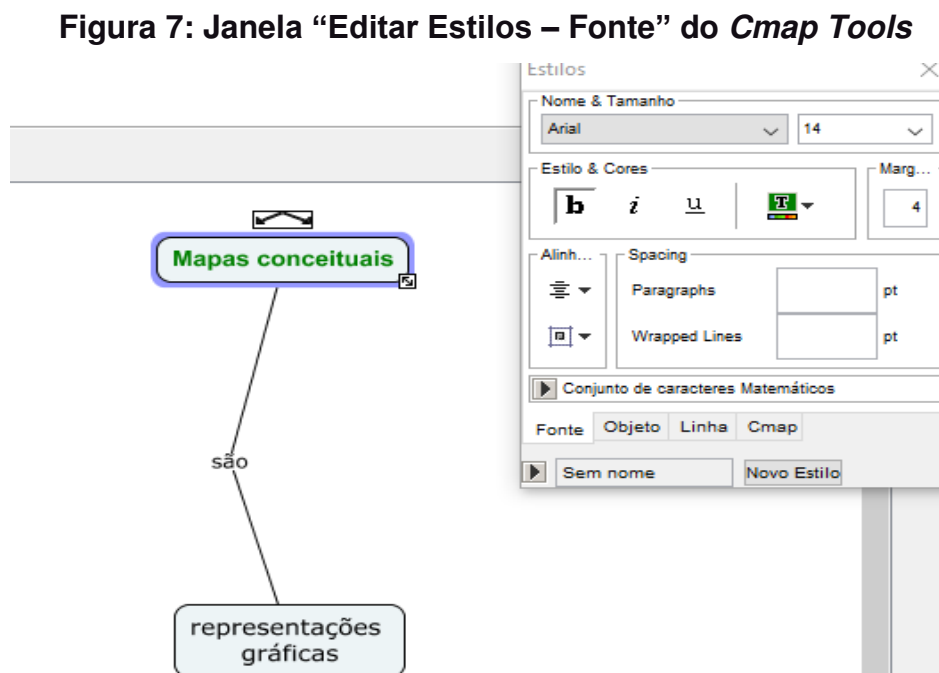 Figura 7: Janela “Editar Estilos – Fonte” do Cmap Tools
Estilos
Nome & Tamanho
Arial 14
Estilo & Cores Marg...
b i u T 4
Mapas conceituais
Alinh... Spacing
Paragraphs pt
Wrapped Lines pt
Conjunto de caracteres Matemáticos
Fonte Objeto Linha Cmap
são
Sem nome Novo Estilo
representações
gráficas